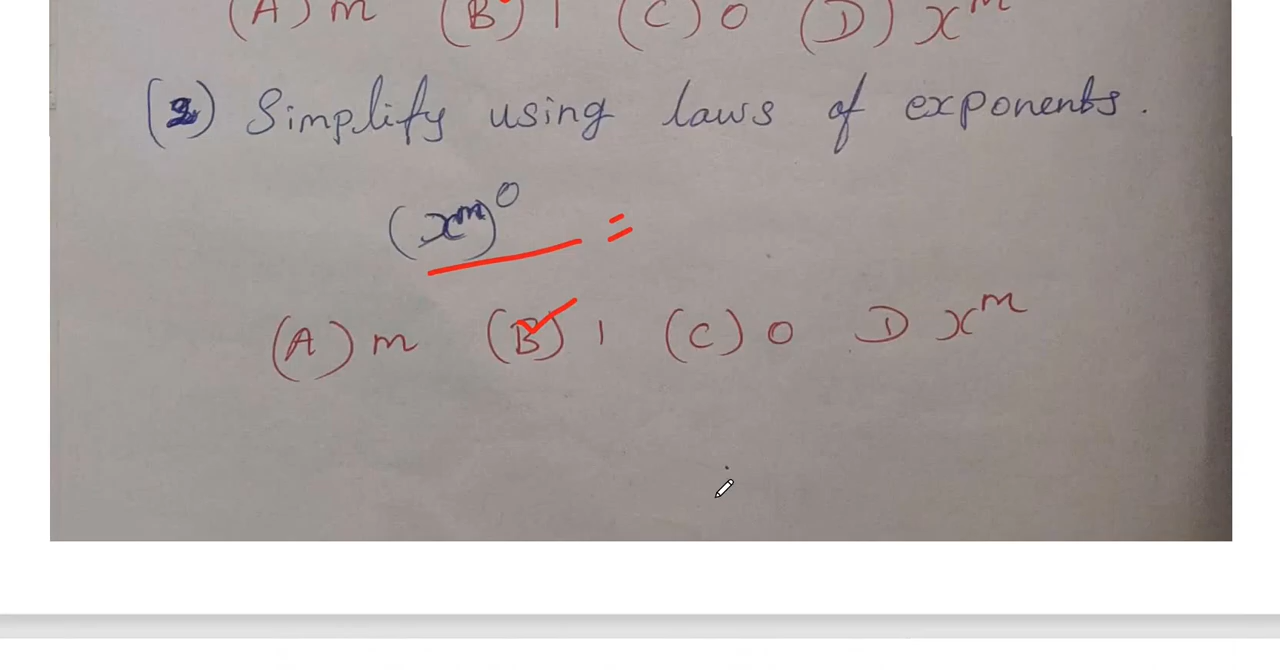 (A) m (B) 1 (C) 0 (D) x^m
(2) Simplify using laws of exponents.
(x^m)^0 =
(A) m (B) 1 (C) 0 D x^m